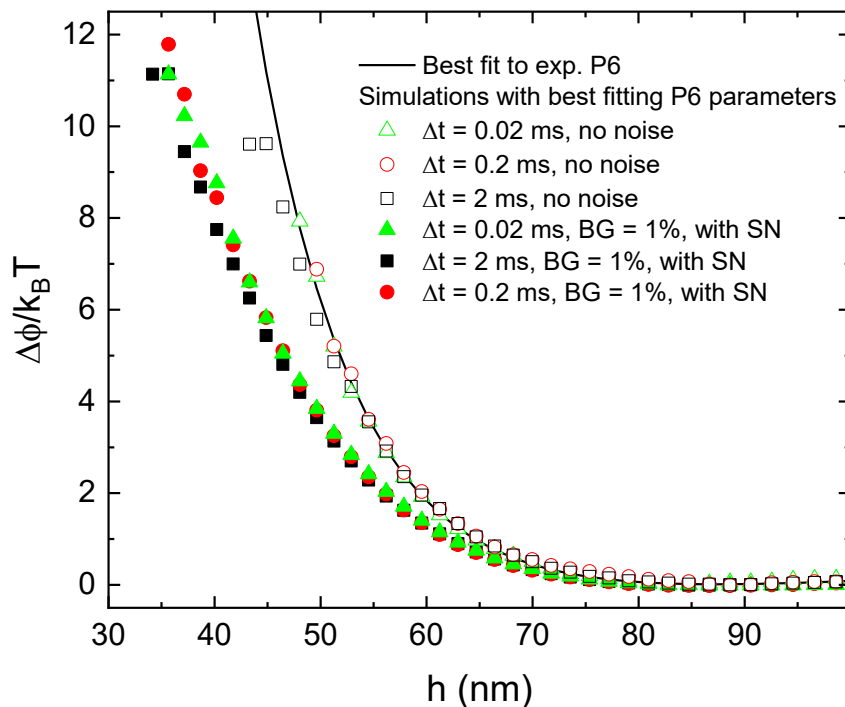 12
10
8
6
4
2
0
Δϕ/k_BT
Best fit to exp. P6
Simulations with best fitting P6 parameters
Δt = 0.02 ms, no noise
Δt = 0.2 ms, no noise
Δt = 2 ms, no noise
Δt = 0.02 ms, BG = 1%, with SN
Δt = 2 ms, BG = 1%, with SN
Δt = 0.2 ms, BG = 1%, with SN
30 40 50 60 70 80 90
h (nm)